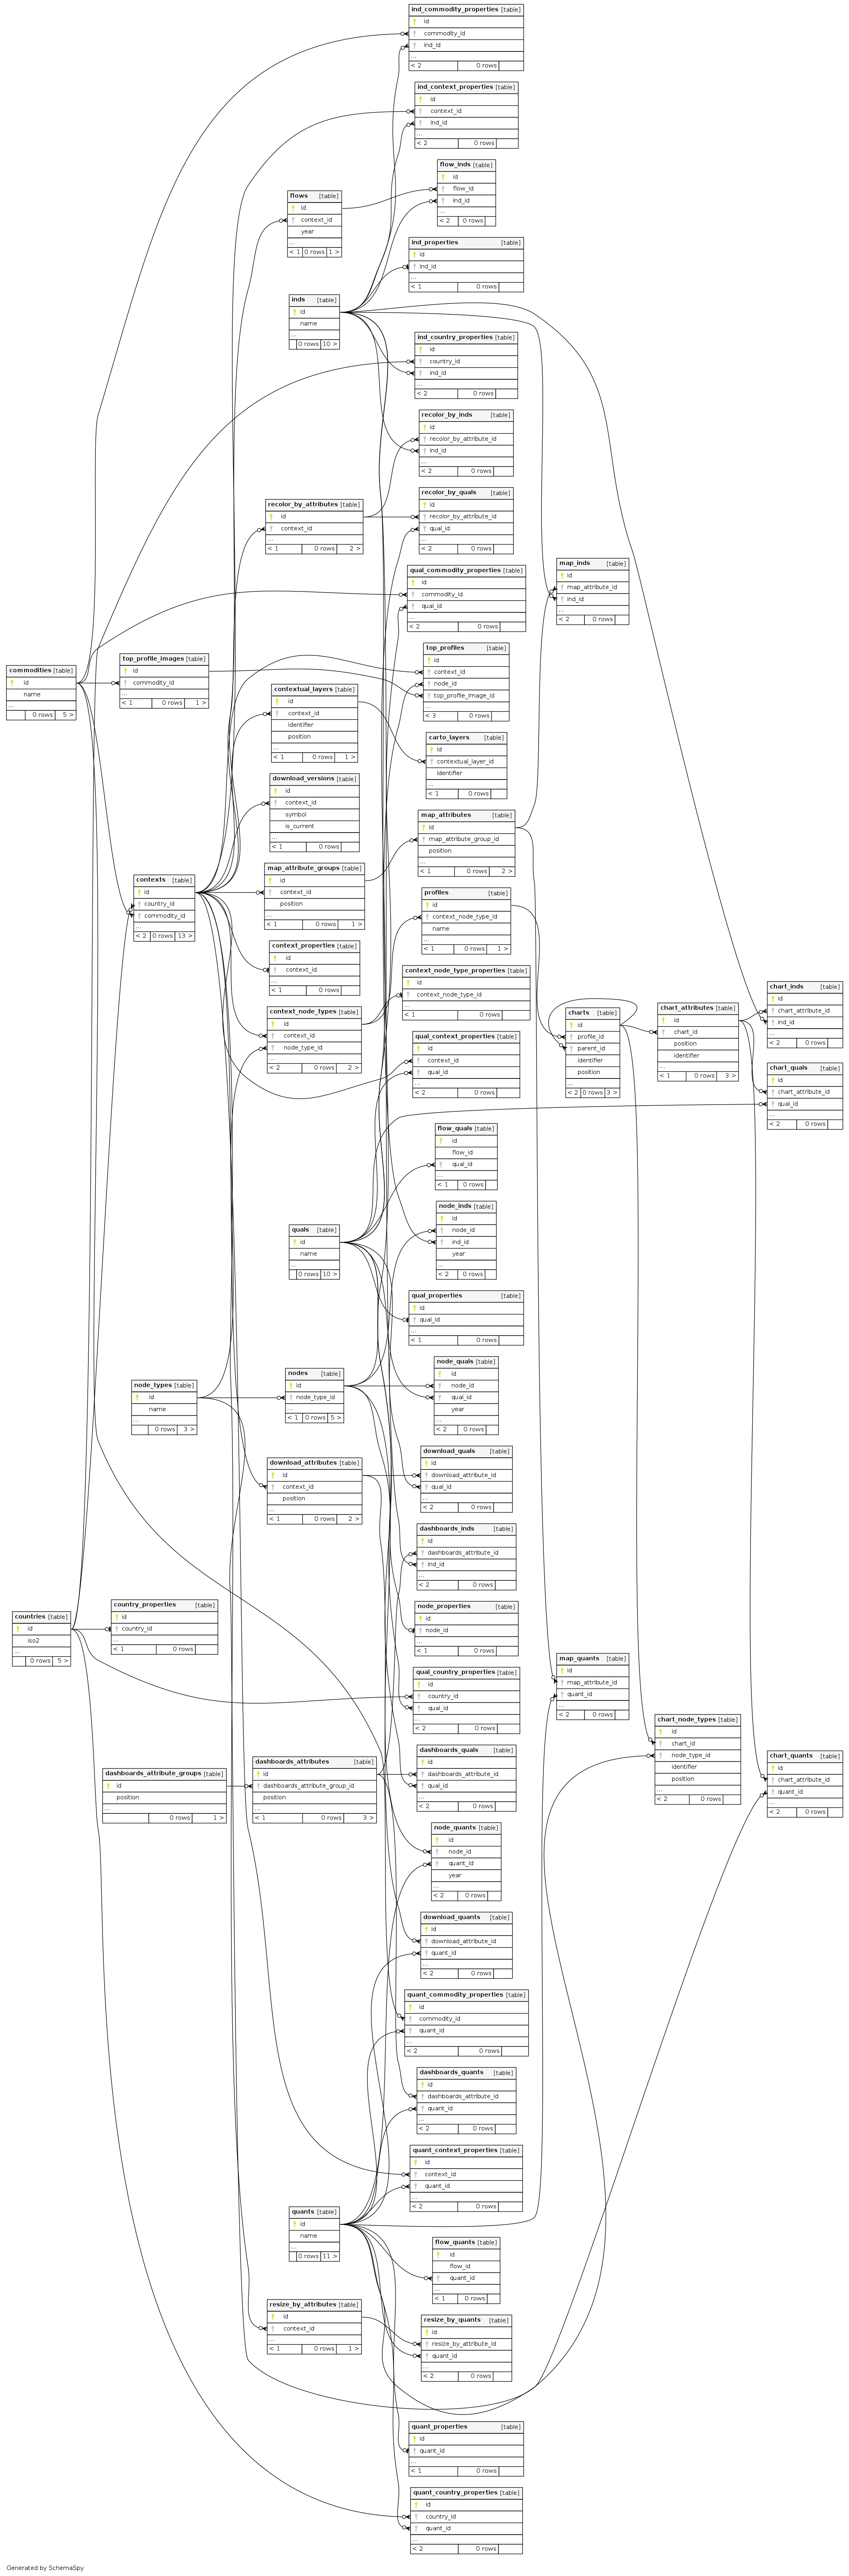 ind_commodity_properties [table]
id
commodity_id
ind_id
...
< 2 0 rows
ind_context_properties [table]
id
context_id
ind_id
...
< 2 0 rows
flow_inds [table]
id
flow_id
ind_id
...
< 2 0 rows
flows [table]
id
context_id
year
...
< 1 0 rows 1 >
ind_properties [table]
id
ind_id
...
< 1 0 rows
inds [table]
id
name
...
0 rows 10 >
ind_country_properties [table]
id
country_id
ind_id
...
< 2 0 rows
recolor_by_inds [table]
id
recolor_by_attribute_id
ind_id
...
< 2 0 rows
recolor_by_attributes [table]
id
context_id
...
< 1 0 rows 2 >
recolor_by_quals [table]
id
recolor_by_attribute_id
qual_id
...
< 2 0 rows
map_inds [table]
id
map_attribute_id
ind_id
...
< 2 0 rows
qual_commodity_properties [table]
id
commodity_id
qual_id
...
< 2 0 rows
commodities [table]
id
name
...
0 rows 5 >
top_profile_images [table]
id
commodity_id
...
< 1 0 rows 1 >
top_profiles [table]
id
context_id
node_id
top_profile_image_id
...
< 3 0 rows
contextual_layers [table]
id
context_id
identifier
position
...
< 1 0 rows 1 >
carto_layers [table]
id
contextual_layer_id
identifier
...
< 1 0 rows
download_versions [table]
id
context_id
symbol
is_current
...
< 1 0 rows
map_attributes [table]
id
map_attribute_group_id
position
...
< 1 0 rows 2 >
contexts [table]
id
country_id
commodity_id
...
< 2 0 rows 13 >
map_attribute_groups [table]
id
context_id
position
...
< 1 0 rows 1 >
profiles [table]
id
context_node_type_id
name
...
< 1 0 rows 1 >
context_properties [table]
id
context_id
...
< 1 0 rows
context_node_type_properties [table]
id
context_node_type_id
...
< 1 0 rows
context_node_types [table]
id
context_id
node_type_id
...
< 2 0 rows 2 >
charts [table]
id
profile_id
parent_id
identifier
position
...
< 2 0 rows 3 >
chart_attributes [table]
id
chart_id
position
identifier
...
< 1 0 rows 3 >
chart_inds [table]
id
chart_attribute_id
ind_id
...
< 2 0 rows
qual_context_properties [table]
id
context_id
qual_id
...
< 2 0 rows
chart_quals [table]
id
chart_attribute_id
qual_id
...
< 2 0 rows
flow_quals [table]
id
flow_id
qual_id
...
< 1 0 rows
quals [table]
id
name
...
0 rows 10 >
node_inds [table]
id
node_id
ind_id
year
...
< 2 0 rows
qual_properties [table]
id
qual_id
...
< 1 0 rows
node_types [table]
id
name
...
0 rows 3 >
nodes [table]
id
node_type_id
...
< 1 0 rows 5 >
node_quals [table]
id
node_id
qual_id
year
...
< 2 0 rows
download_attributes [table]
id
context_id
position
...
< 1 0 rows 2 >
download_quals [table]
id
download_attribute_id
qual_id
...
< 2 0 rows
dashboards_inds [table]
id
dashboards_attribute_id
ind_id
...
< 2 0 rows
countries [table]
id
iso2
...
0 rows 5 >
country_properties [table]
id
country_id
...
< 1 0 rows
node_properties [table]
id
node_id
...
< 1 0 rows
qual_country_properties [table]
id
country_id
qual_id
...
< 2 0 rows
map_quants [table]
id
map_attribute_id
quant_id
...
< 2 0 rows
chart_node_types [table]
id
chart_id
node_type_id
identifier
position
...
< 2 0 rows
chart_quants [table]
id
chart_attribute_id
quant_id
...
< 2 0 rows
dashboards_attribute_groups [table]
id
position
...
0 rows 1 >
dashboards_attributes [table]
id
dashboards_attribute_group_id
position
...
< 1 0 rows 3 >
dashboards_quals [table]
id
dashboards_attribute_id
qual_id
...
< 2 0 rows
node_quants [table]
id
node_id
quant_id
year
...
< 2 0 rows
download_quants [table]
id
download_attribute_id
quant_id
...
< 2 0 rows
quant_commodity_properties [table]
id
commodity_id
quant_id
...
< 2 0 rows
dashboards_quants [table]
id
dashboards_attribute_id
quant_id
...
< 2 0 rows
quant_context_properties [table]
id
context_id
quant_id
...
< 2 0 rows
quants [table]
id
name
...
0 rows 11 >
flow_quants [table]
id
flow_id
quant_id
...
< 1 0 rows
resize_by_attributes [table]
id
context_id
...
< 1 0 rows 1 >
resize_by_quants [table]
id
resize_by_attribute_id
quant_id
...
< 2 0 rows
quant_properties [table]
id
quant_id
...
< 1 0 rows
quant_country_properties [table]
id
country_id
quant_id
...
< 2 0 rows
Generated by SchemaSpy